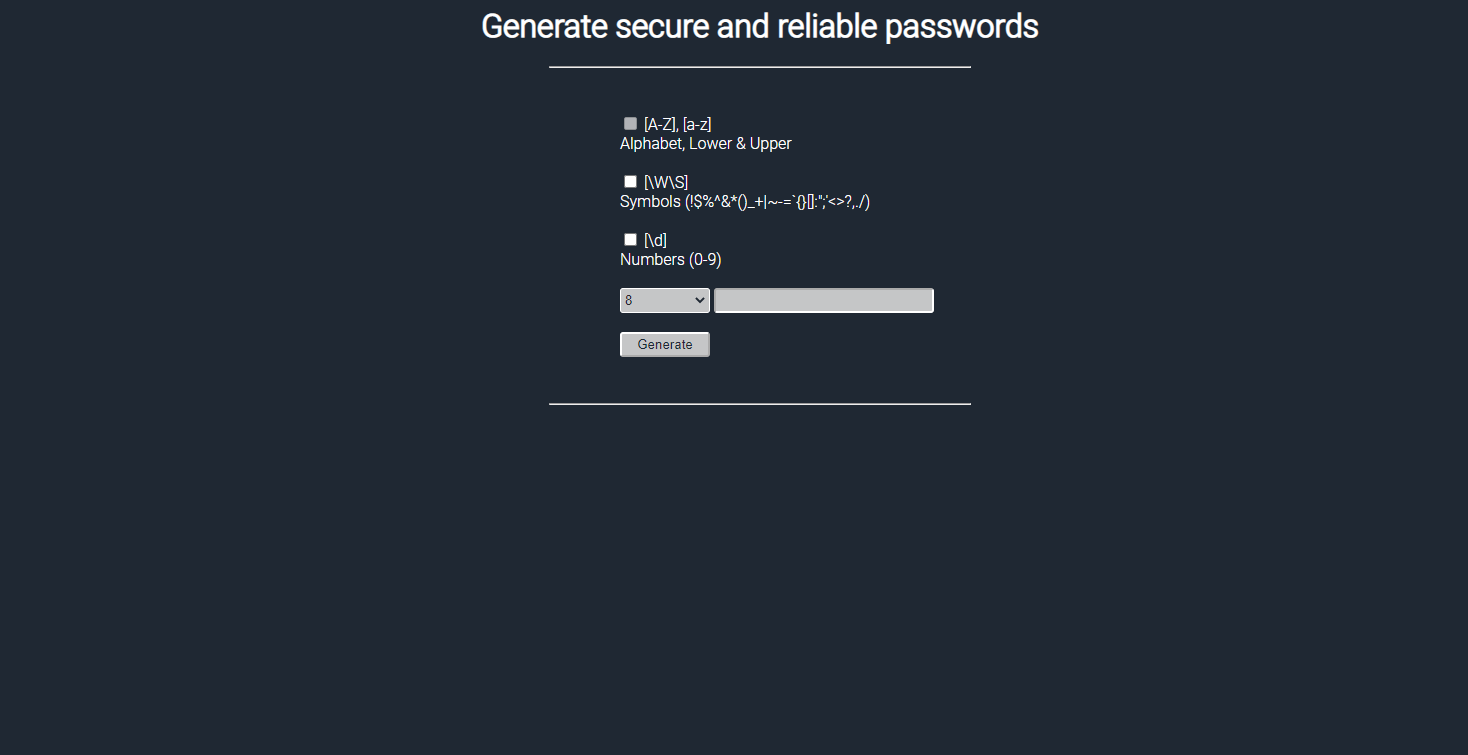 Generate secure and reliable passwords
[A-Z], [a-z]
Alphabet, Lower & Upper
[\W\S]
Symbols (!$%^&*()_+|~-=`{}[]:";'<>?,./)
[\d]
Numbers (0-9)
8
Generate